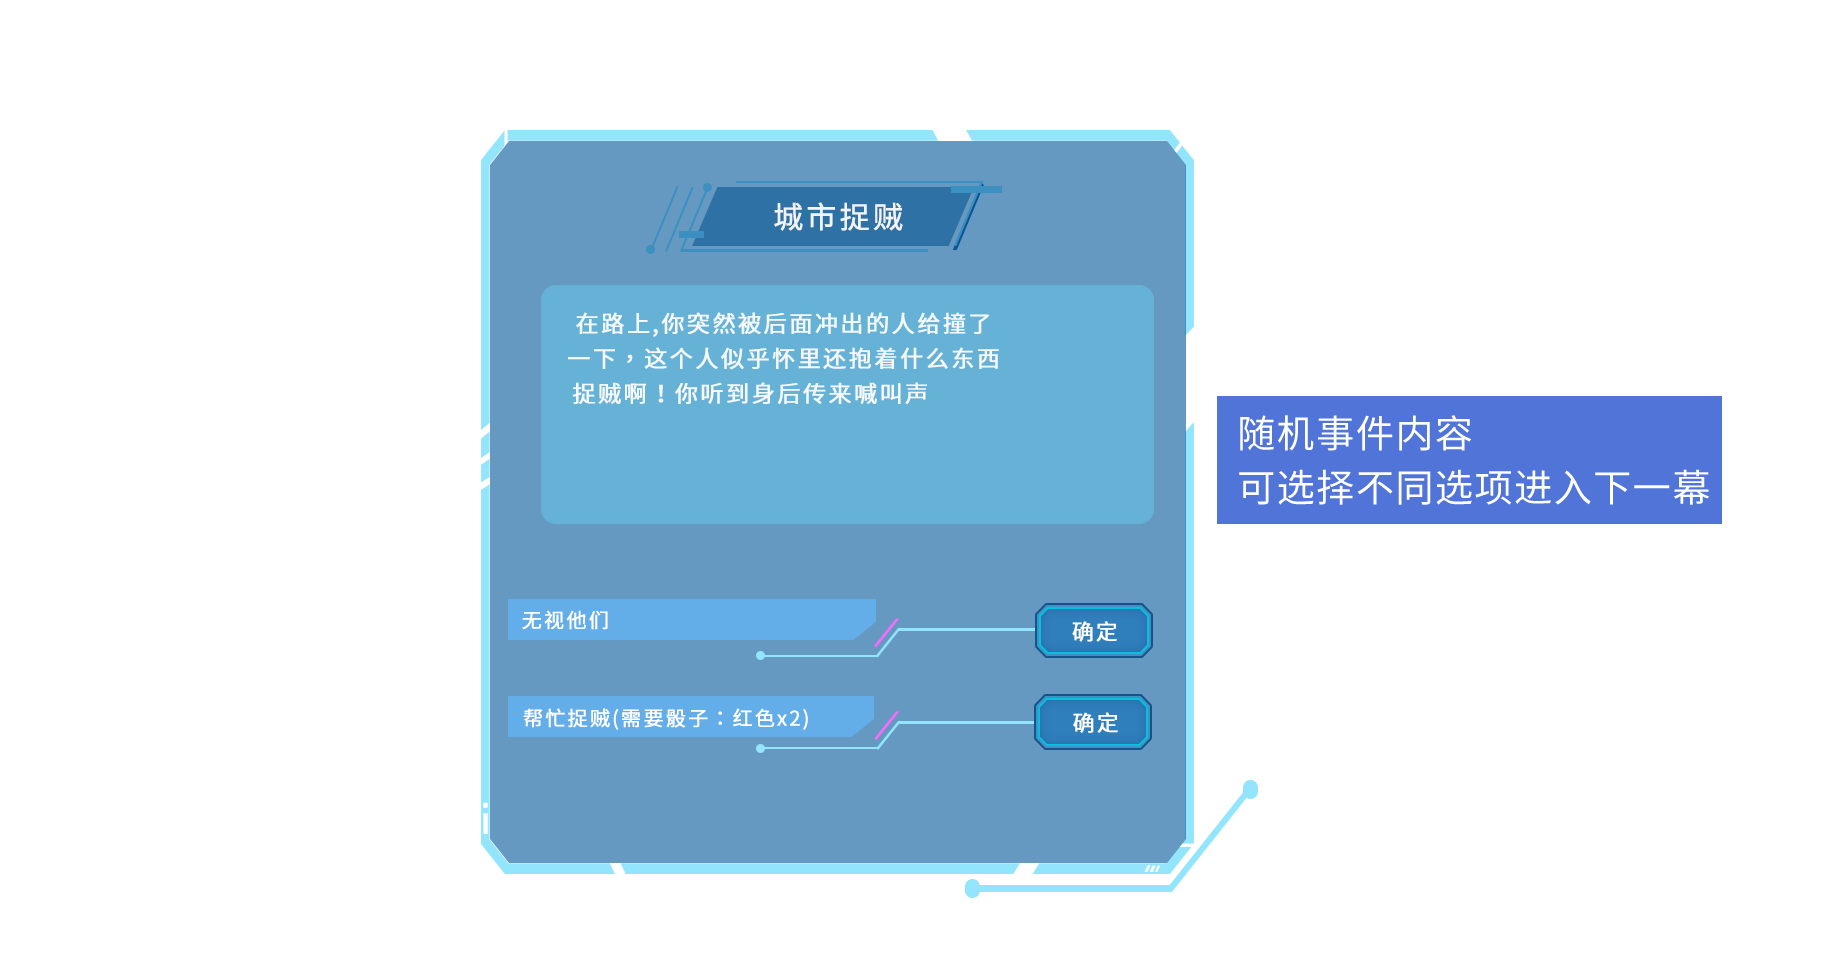 城市捉贼
在路上,你突然被后面冲出的人给撞了
一下，这个人似乎怀里还抱着什么东西
捉贼啊！你听到身后传来喊叫声
随机事件内容
可选择不同选项进入下一幕
无视他们
确定
帮忙捉贼(需要骰子：红色x2)
确定